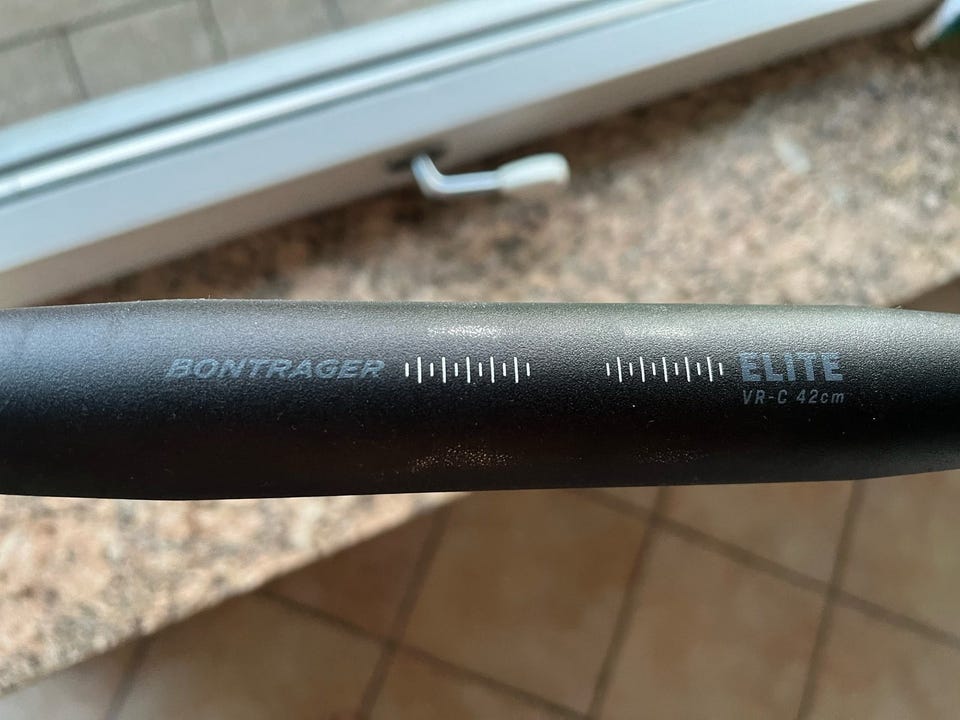 BONTRAGER
ELITE
VR-C 42cm